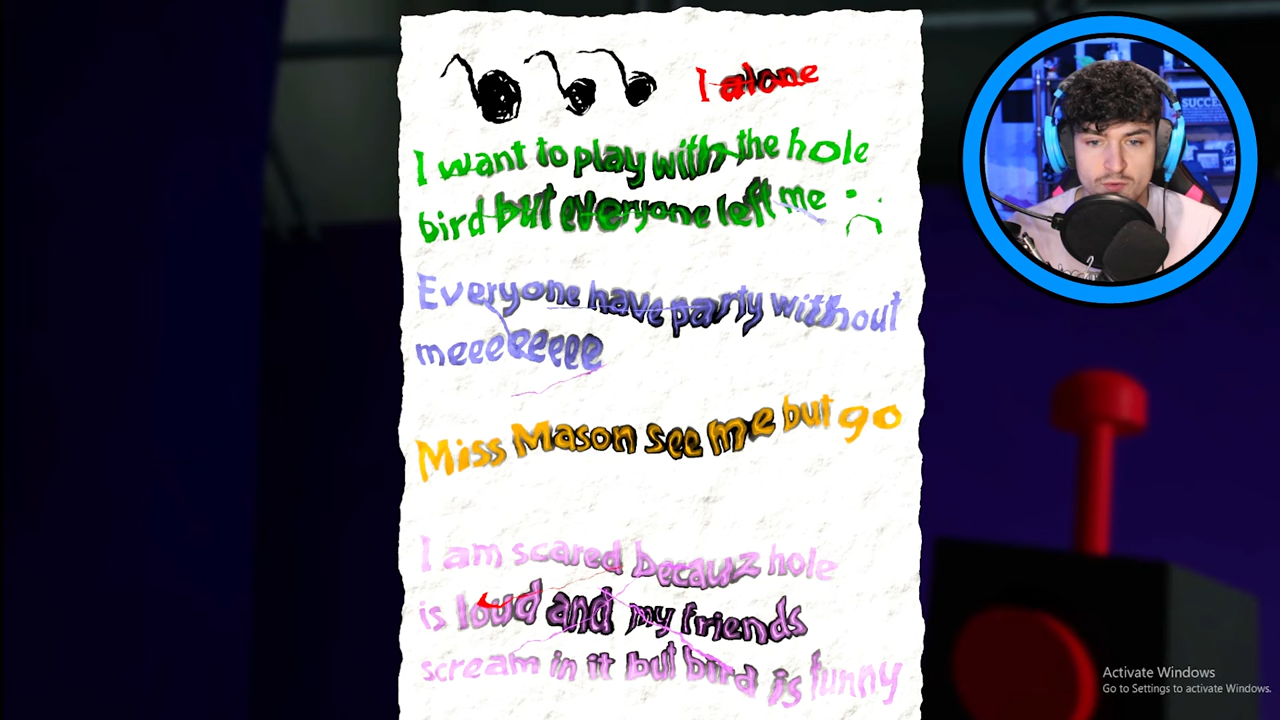 I alone
I want to play with the hole
bird but everyone left me
Everyone have party without
meeeeeeee
Miss Mason see me but go
I am scared becauz hole
is loud and my friends
scream in it but bird is funny
SUCCE
Activate Windows
Go to Settings to activate Windows.